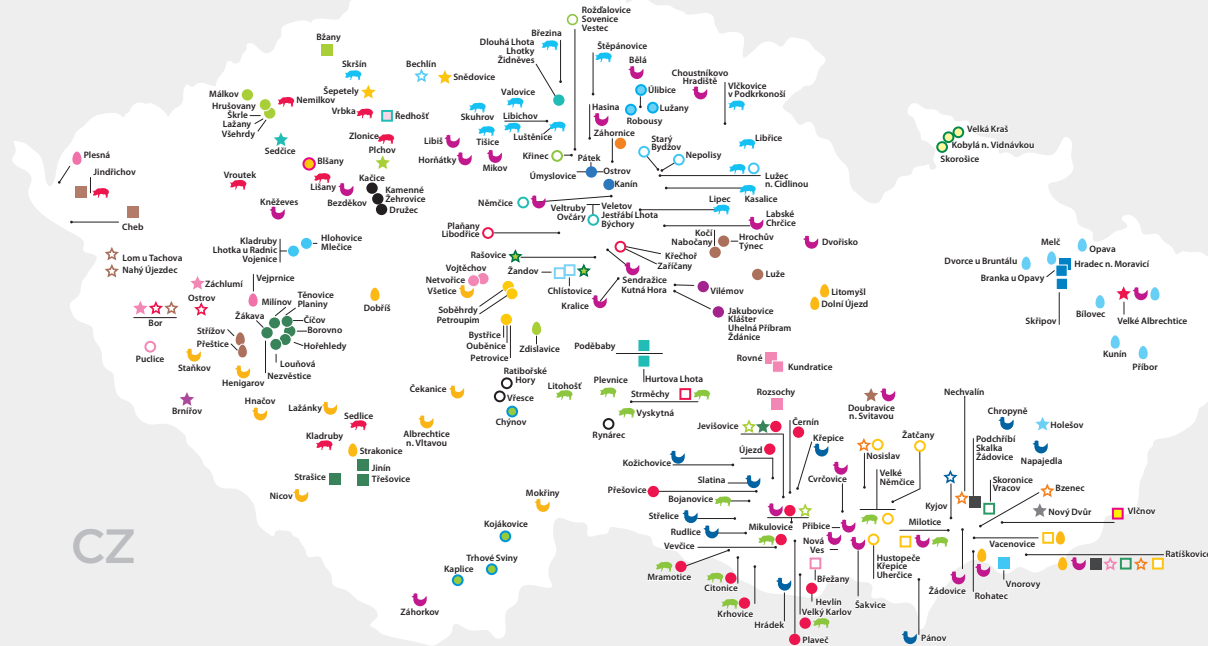 Rožďalovice
Sovenice
Vestec
Bžany
Březina
Dlouhá Lhota
Lhotky
Židněves
Štěpánovice
Bělá
Skršín
Bechlín
Snědovice
Choustníkovo
Hradiště
Vlčkovice
v Podkrkonoší
Málkov
Hrušovany
Škrle
Lažany
Všehrdy
Nemilkov
Šepetely
Vrbka
Ředhošť
Valovice
Skuhrov
Libichov
Luštěnice
Hasina
Úlibice
Lužany
Robousy
Záhornice
Velká Kraš
Kobylá n. Vidnávkou
Skorošice
Sedčice
Zlonice
Plchov
Libiš
Tišice
Horňátky
Mikov
Křinec
Pátek
Úmyslovice
Ostrov
Kanín
Starý
Bydžov
Nepolisy
Libřice
Lužec
n. Cidlinou
Plesná
Jindřichov
Cheb
Vroutek
Blšany
Lišany
Kačice
Bezděkov
Kamenné
Žehrovice
Družec
Kněževes
Němčice
Veltruby
Ovčáry
Veletov
Jestřábí Lhota
Býchory
Lipec
Kasalice
Labské
Chrčice
Plaňany
Libodřice
Kladruby
Lhotka u Radnic
Vojenice
Hlohovice
Mlečice
Kočí
Nabočany
Hrochův
Týnec
Dvořisko
Melč
Opava
Dvorce u Bruntálu
Hradec n. Moravicí
Branka u Opavy
Lom u Tachova
Nahý Újezdec
Rašovice
Žandov
Chlístovice
Křečhoř
Zaříčany
Sendražice
Kutná Hora
Kralice
Vilémov
Luže
Záchlumí
Ostrov
Vejprnice
Vojtěchov
Netvořice
Všetice
Těnovice
Planiny
Milínov
Žákava
Číčov
Borovno
Hořehledy
Louňová
Nezvěstice
Dobříš
Litomyšl
Dolní Újezd
Jakubovice
Klášter
Uhelná Příbram
Ždánice
Bor
Soběhrdy
Petroupim
Bystřice
Ouběnice
Petrovice
Zdislavice
Skřipov
Bílovec
Velké Albrechtice
Kunín
Příbor
Střížov
Přeštice
Puclice
Staňkov
Henigarov
Poděbaby
Rovné
Kundratice
Hurtova Lhota
Ratibořské
Hory
Vřesce
Chýnov
Litohošť
Plevnice
Strměchy
Vyskytná
Rynárec
Brnířov
Hnačov
Lažánky
Čekanice
Albrechtice
n. Vltavou
Rozsochy
Doubravice
n. Svitavou
Nechvalín
Chropyně
Holešov
Sedlice
Kladruby
Strakonice
Jinín
Třešovice
Strašice
Nicov
Jevišovice
Černín
Křepice
Újezd
Kožichovice
Slatina
Přešovice
Bojanovice
Střelice
Rudlice
Vevčice
Mramotice
Citonice
Krhovice
Mikulovice
Cvrčovice
Nosislav
Žatčany
Velké
Němčice
Podchříbí
Skalka
Žádovice
Napajedla
Skoronice
Vracov
Bzenec
Kyjov
Nový Dvůr
Vlčnov
Přibice
Milotice
Vacenovice
Ratíškovice
Nová
Ves
Hustopeče
Křepice
Uherčice
Břežany
Hevlín
Velký Karlov
Hrádek
Plaveč
Šakvice
Pánov
Žádovice
Rohatec
Vnorovy
Mokřiny
Kojákovice
Trhové Sviny
Kaplice
Záhorkov
CZ